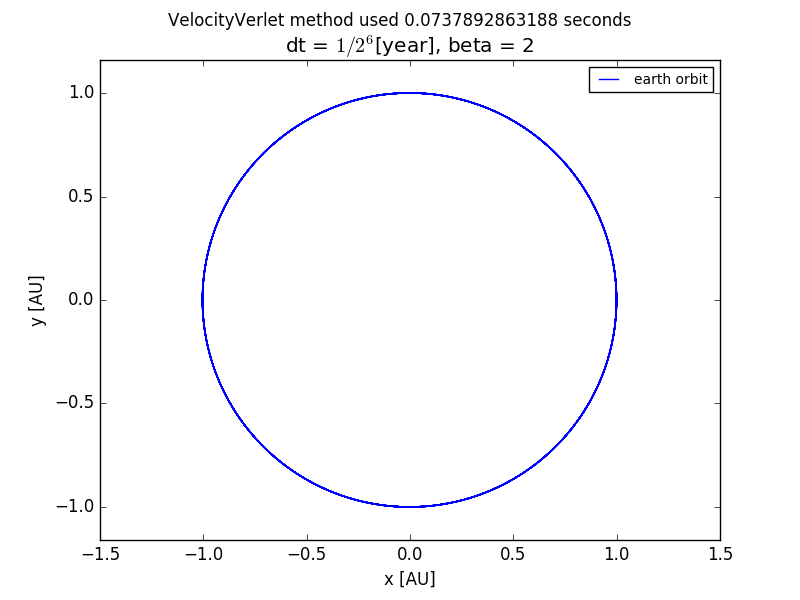 VelocityVerlet method used 0.0737892863188 seconds
dt = 1/2⁶[year], beta = 2
earth orbit
1.0
0.5
0.0
−0.5
−1.0
y [AU]
−1.5 −1.0 −0.5 0.0 0.5 1.0 1.5
x [AU]